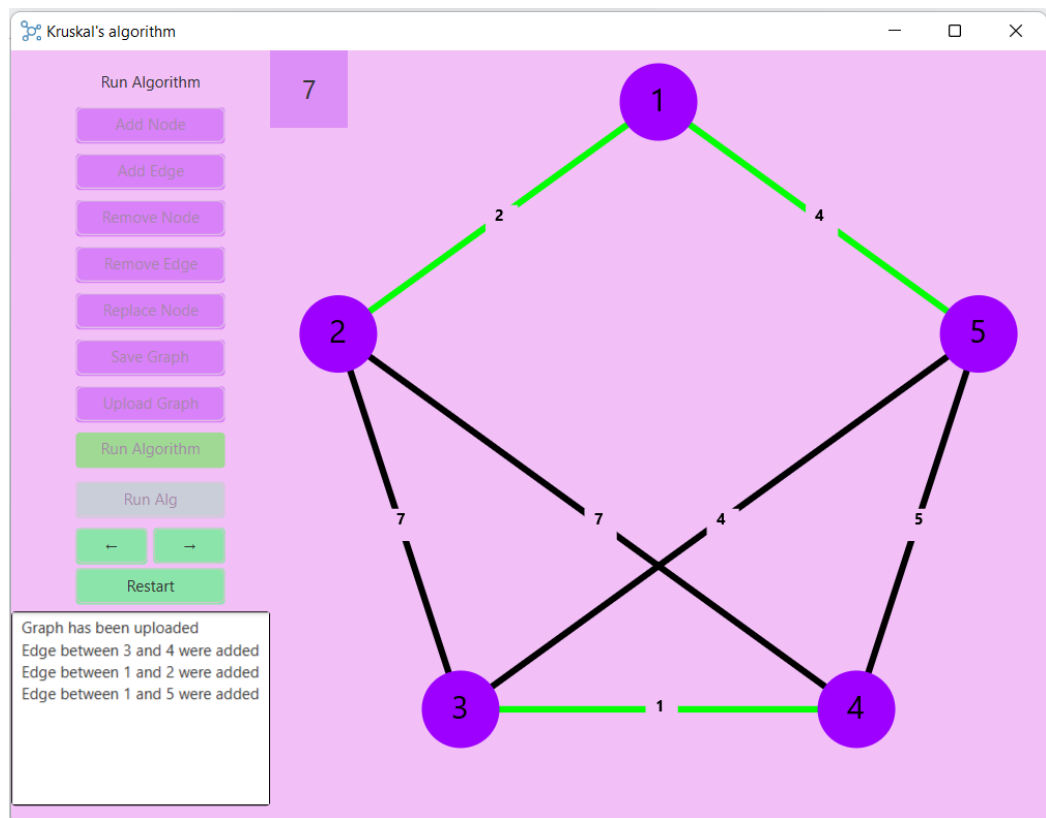 Kruskal's algorithm
Run Algorithm
Add Node
Add Edge
Remove Node
Remove Edge
Replace Node
Save Graph
Upload Graph
Run Algorithm
Run Alg
← →
Restart
Graph has been uploaded
Edge between 3 and 4 were added
Edge between 1 and 2 were added
Edge between 1 and 5 were added
7
1
2 4
2 5
7 7 4 5
3 1 4